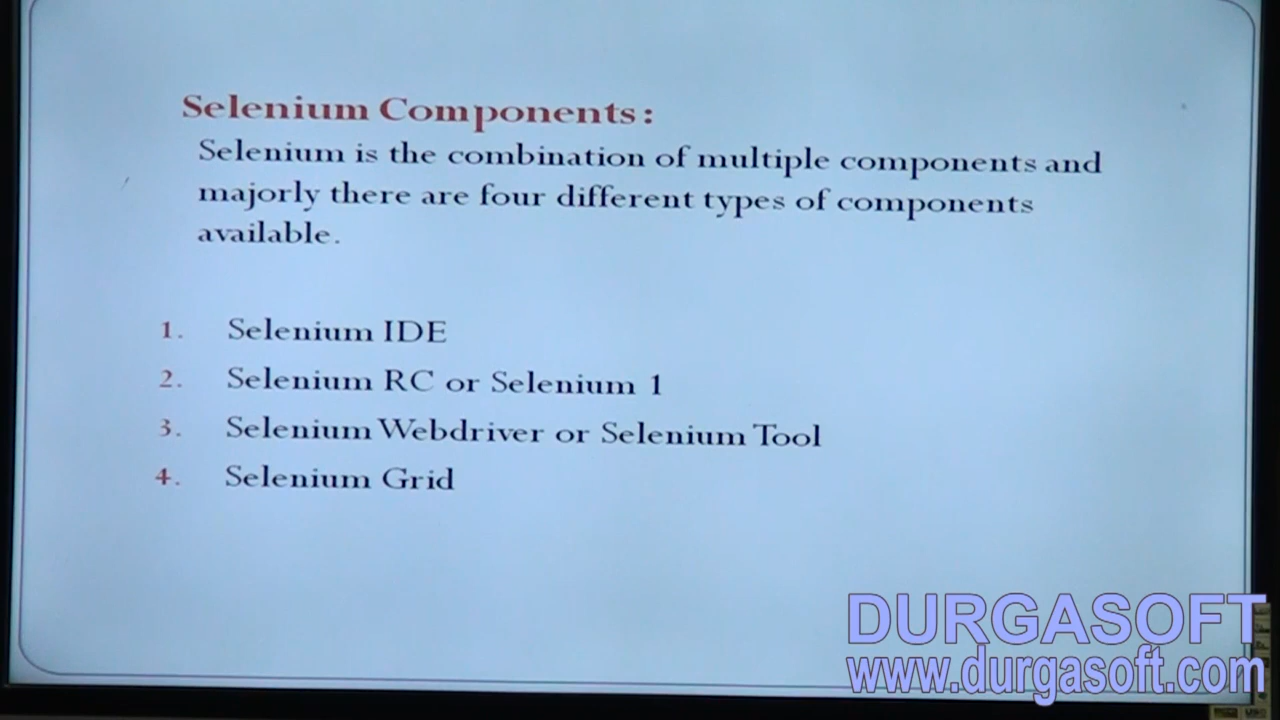 Selenium Components:
Selenium is the combination of multiple components and
majorly there are four different types of components
available.
1. Selenium IDE
2. Selenium RC or Selenium 1
3. Selenium Webdriver or Selenium Tool
4. Selenium Grid
DURGASOFT
www.durgasoft.com